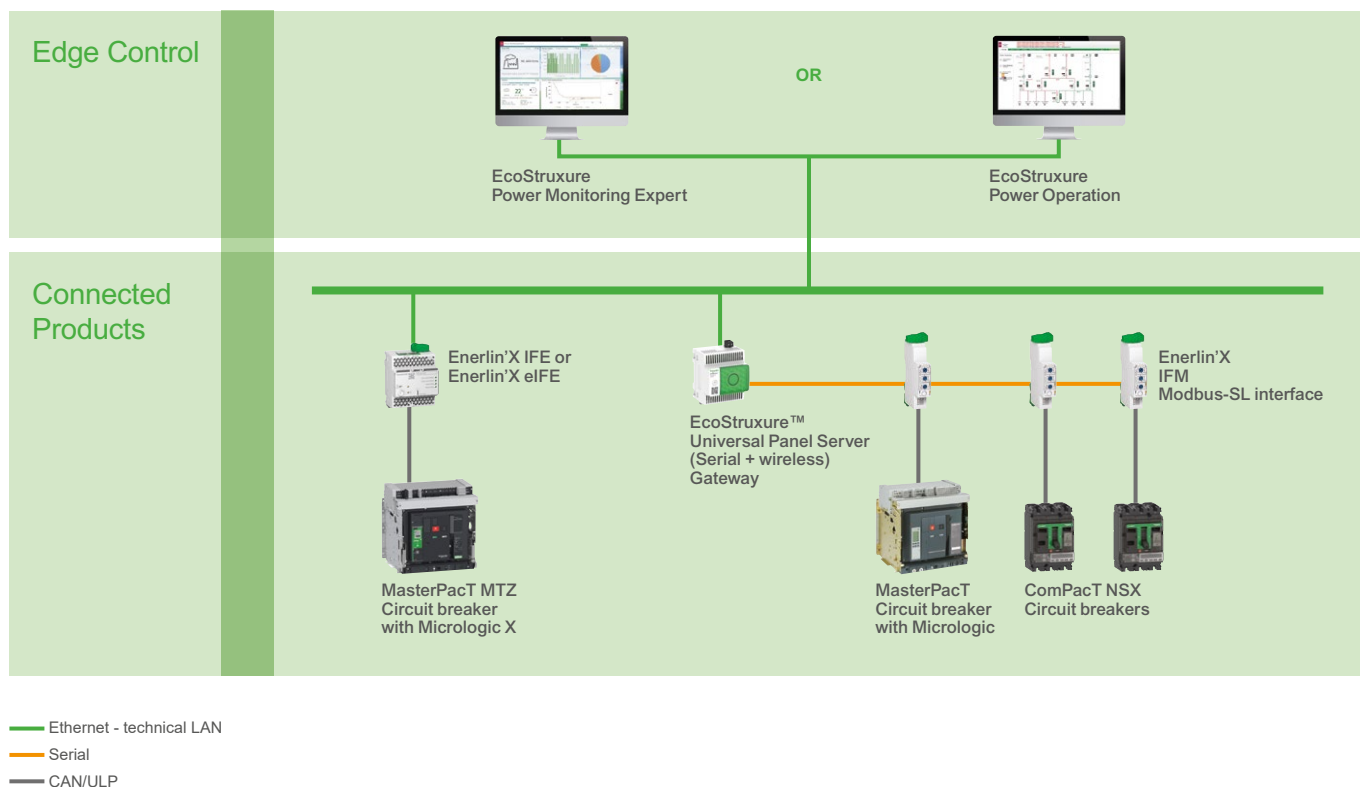 Edge Control
OR
EcoStruxure
Power Monitoring Expert
EcoStruxure
Power Operation
Connected
Products
Enerlin’X IFE or
Enerlin’X eIFE
Enerlin’X
IFM
Modbus-SL interface
EcoStruxure™
Universal Panel Server
(Serial + wireless)
Gateway
MasterPacT MTZ
Circuit breaker
with Micrologic X
MasterPacT
Circuit breaker
with Micrologic
ComPacT NSX
Circuit breakers
Ethernet - technical LAN
Serial
CAN/ULP